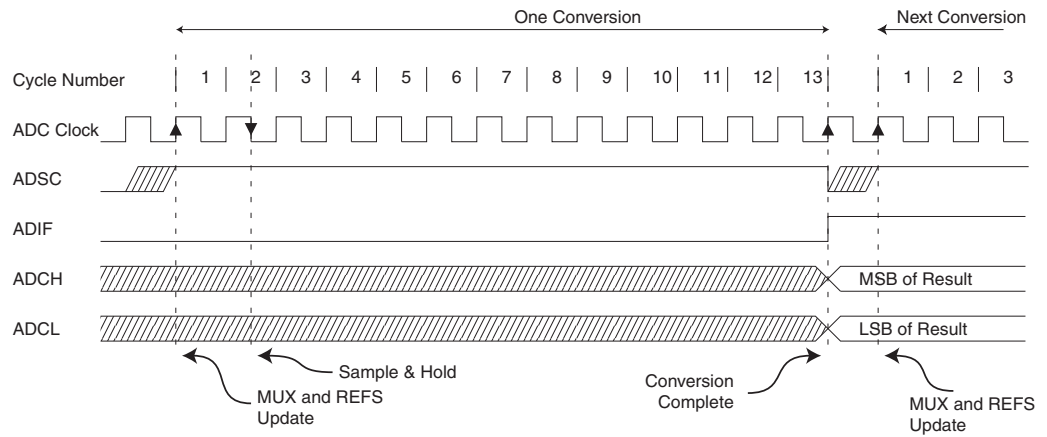 One Conversion
Next Conversion
Cycle Number 1 2 3 4 5 6 7 8 9 10 11 12 13 1 2 3
ADC Clock
ADSC
ADIF
ADCH
MSB of Result
ADCL
LSB of Result
Sample & Hold
MUX and REFS
Update
Conversion
Complete
MUX and REFS
Update